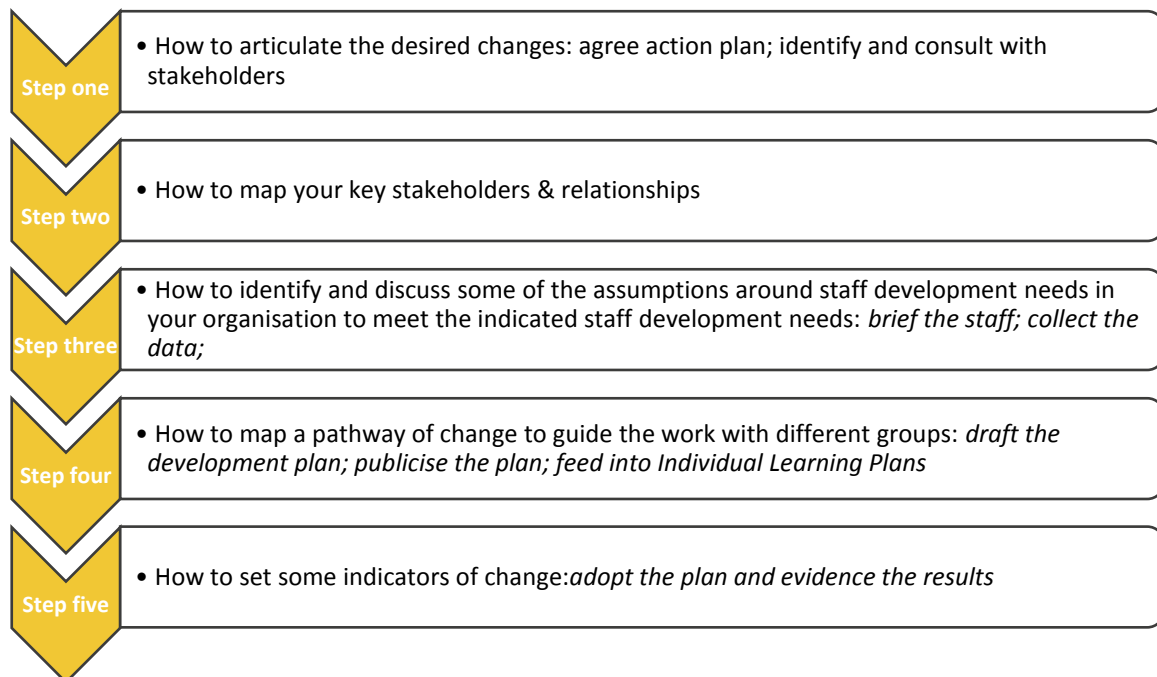 Step one
• How to articulate the desired changes: agree action plan; identify and consult with
stakeholders
Step two
• How to map your key stakeholders & relationships
Step three
• How to identify and discuss some of the assumptions around staff development needs in
your organisation to meet the indicated staff development needs: brief the staff; collect the
data;
Step four
• How to map a pathway of change to guide the work with different groups: draft the
development plan; publicise the plan; feed into Individual Learning Plans
Step five
• How to set some indicators of change:adopt the plan and evidence the results